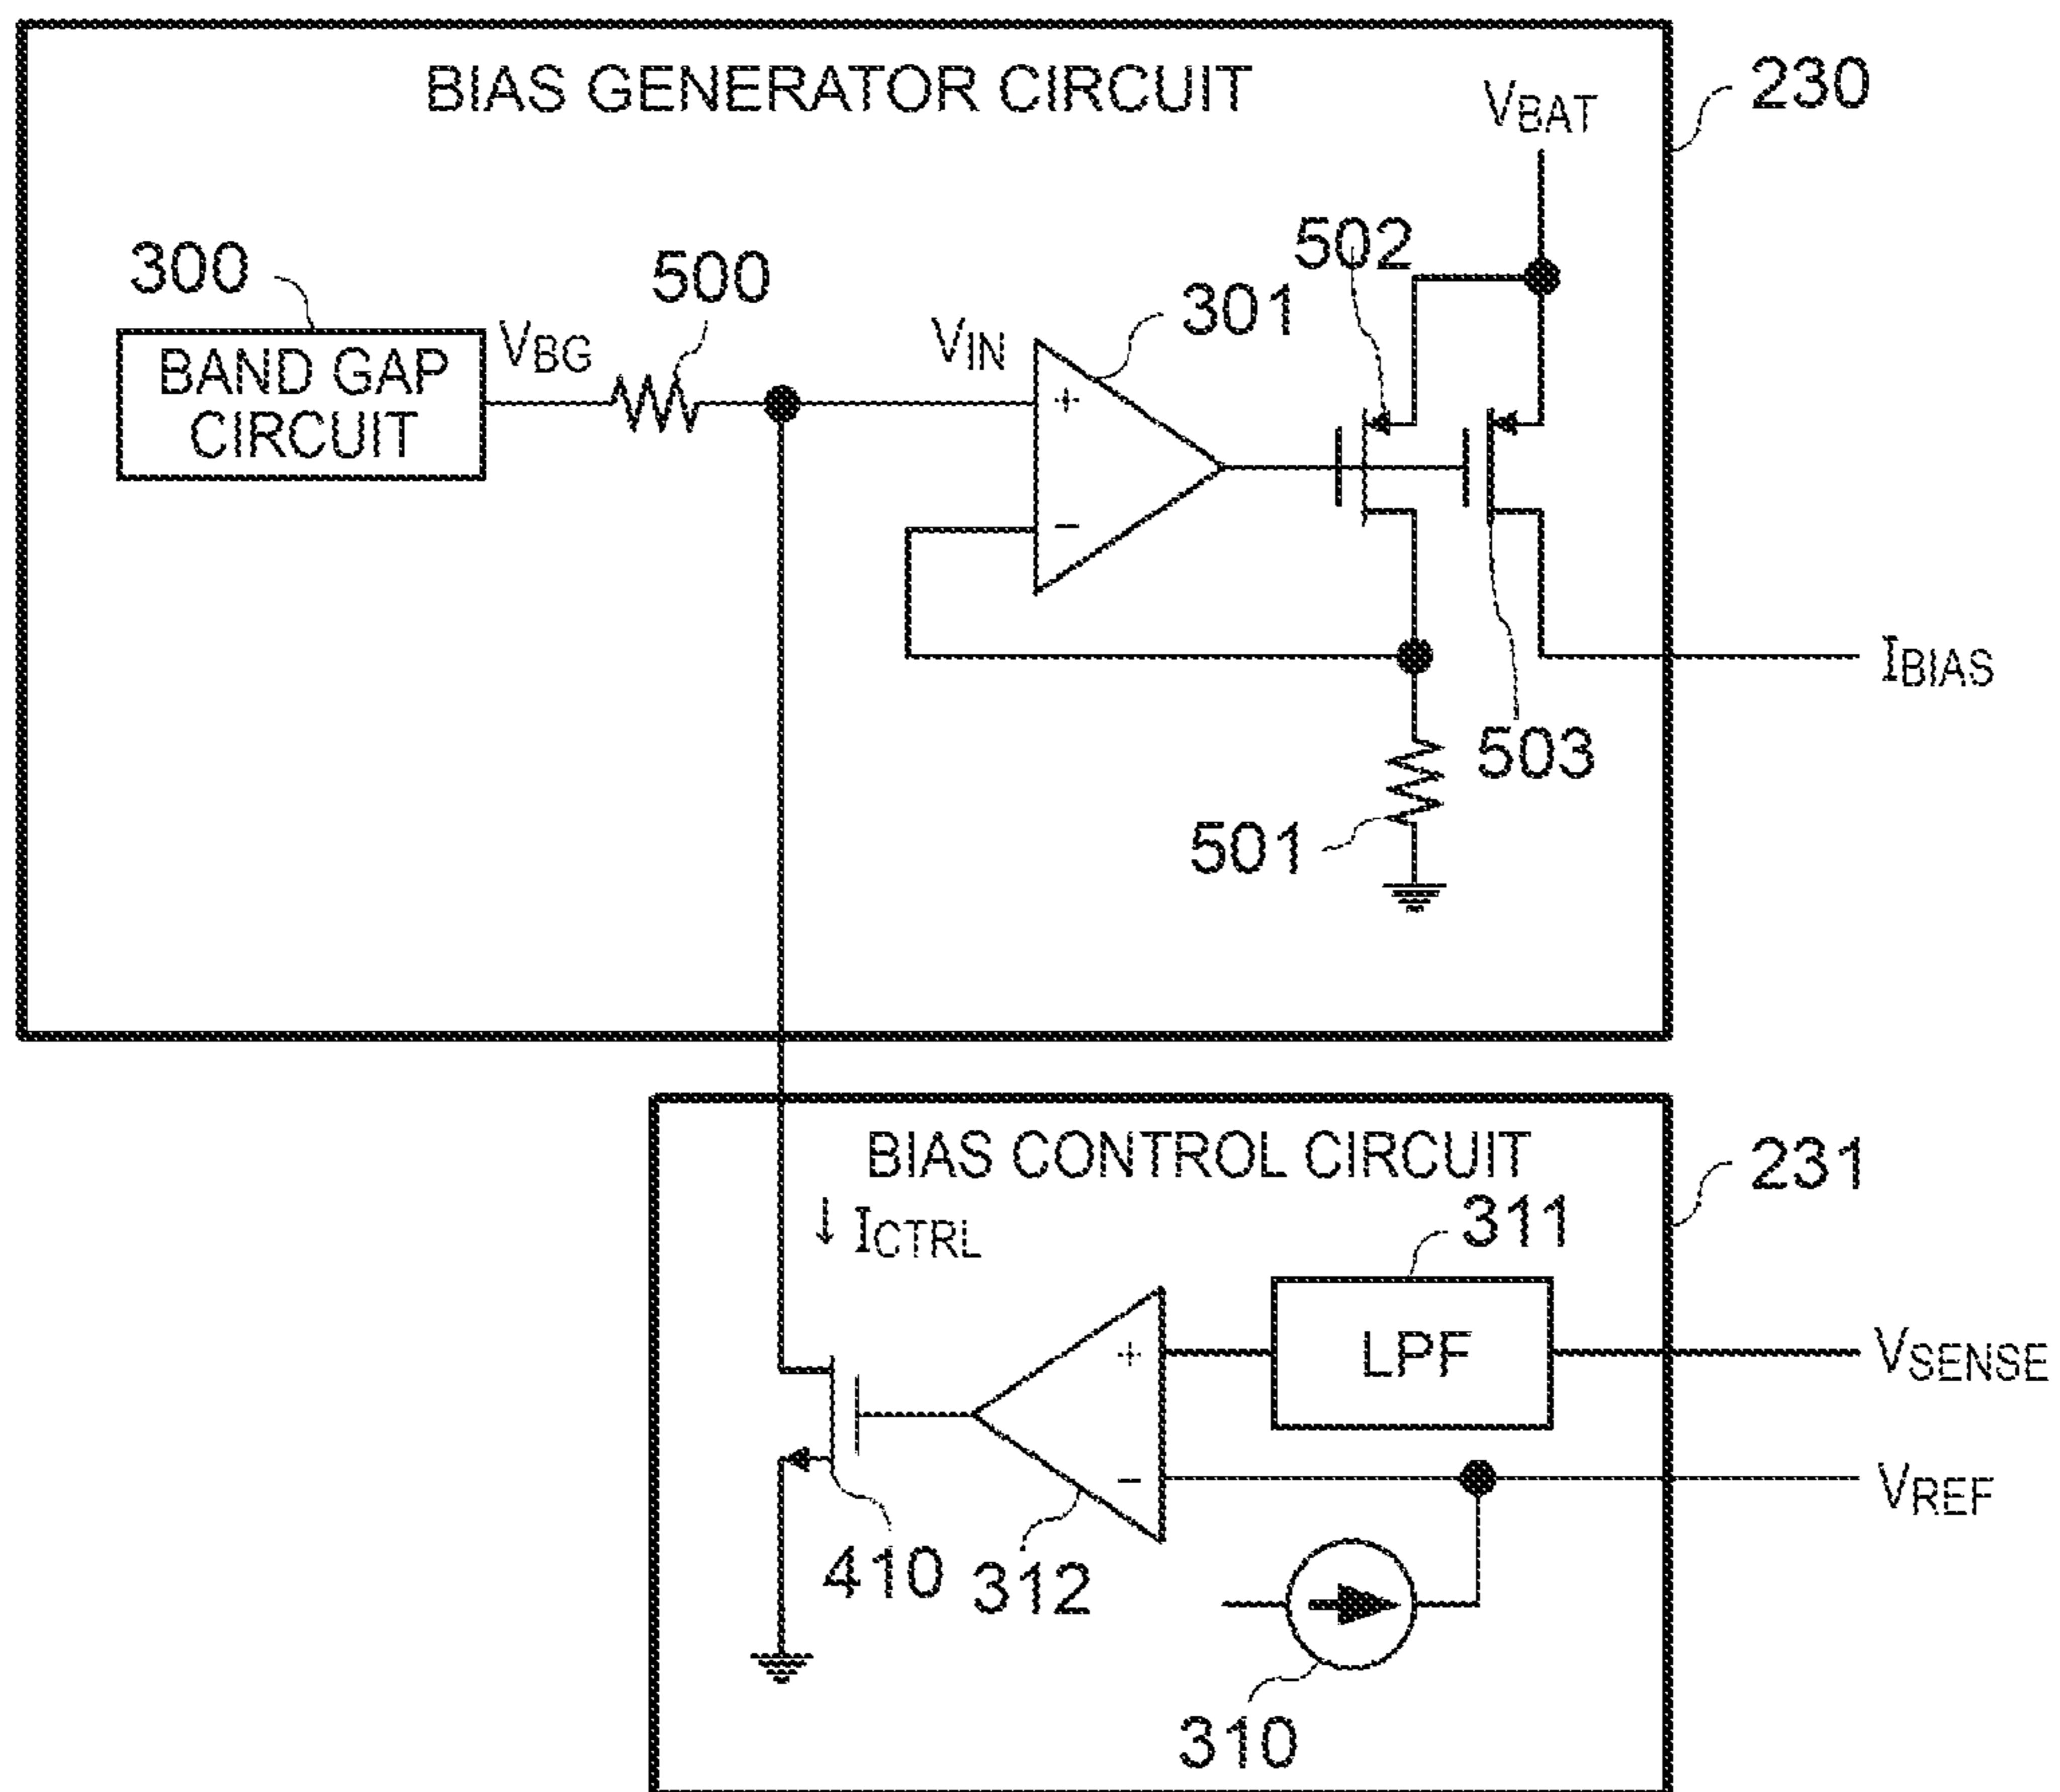 BIAS GENERATOR CIRCUIT
230
VBAT
300
500
502
301
VBG
VIN
BAND GAP
CIRCUIT
+
−
IBIAS
503
501
BIAS CONTROL CIRCUIT
231
↓ ICTRL
311
LPF
+
VSENSE
−
VREF
410
312
310